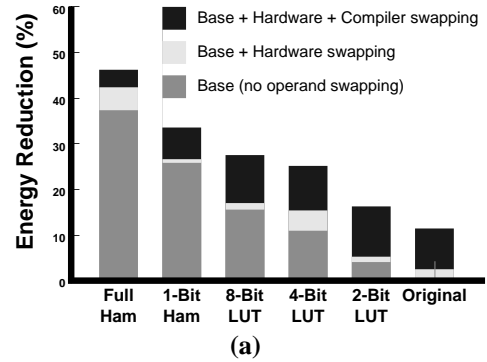 Energy Reduction (%)
60
50
40
30
20
10
0
Base + Hardware + Compiler swapping
Base + Hardware swapping
Base (no operand swapping)
Full Ham
1-Bit Ham
8-Bit LUT
4-Bit LUT
2-Bit LUT
Original
(a)